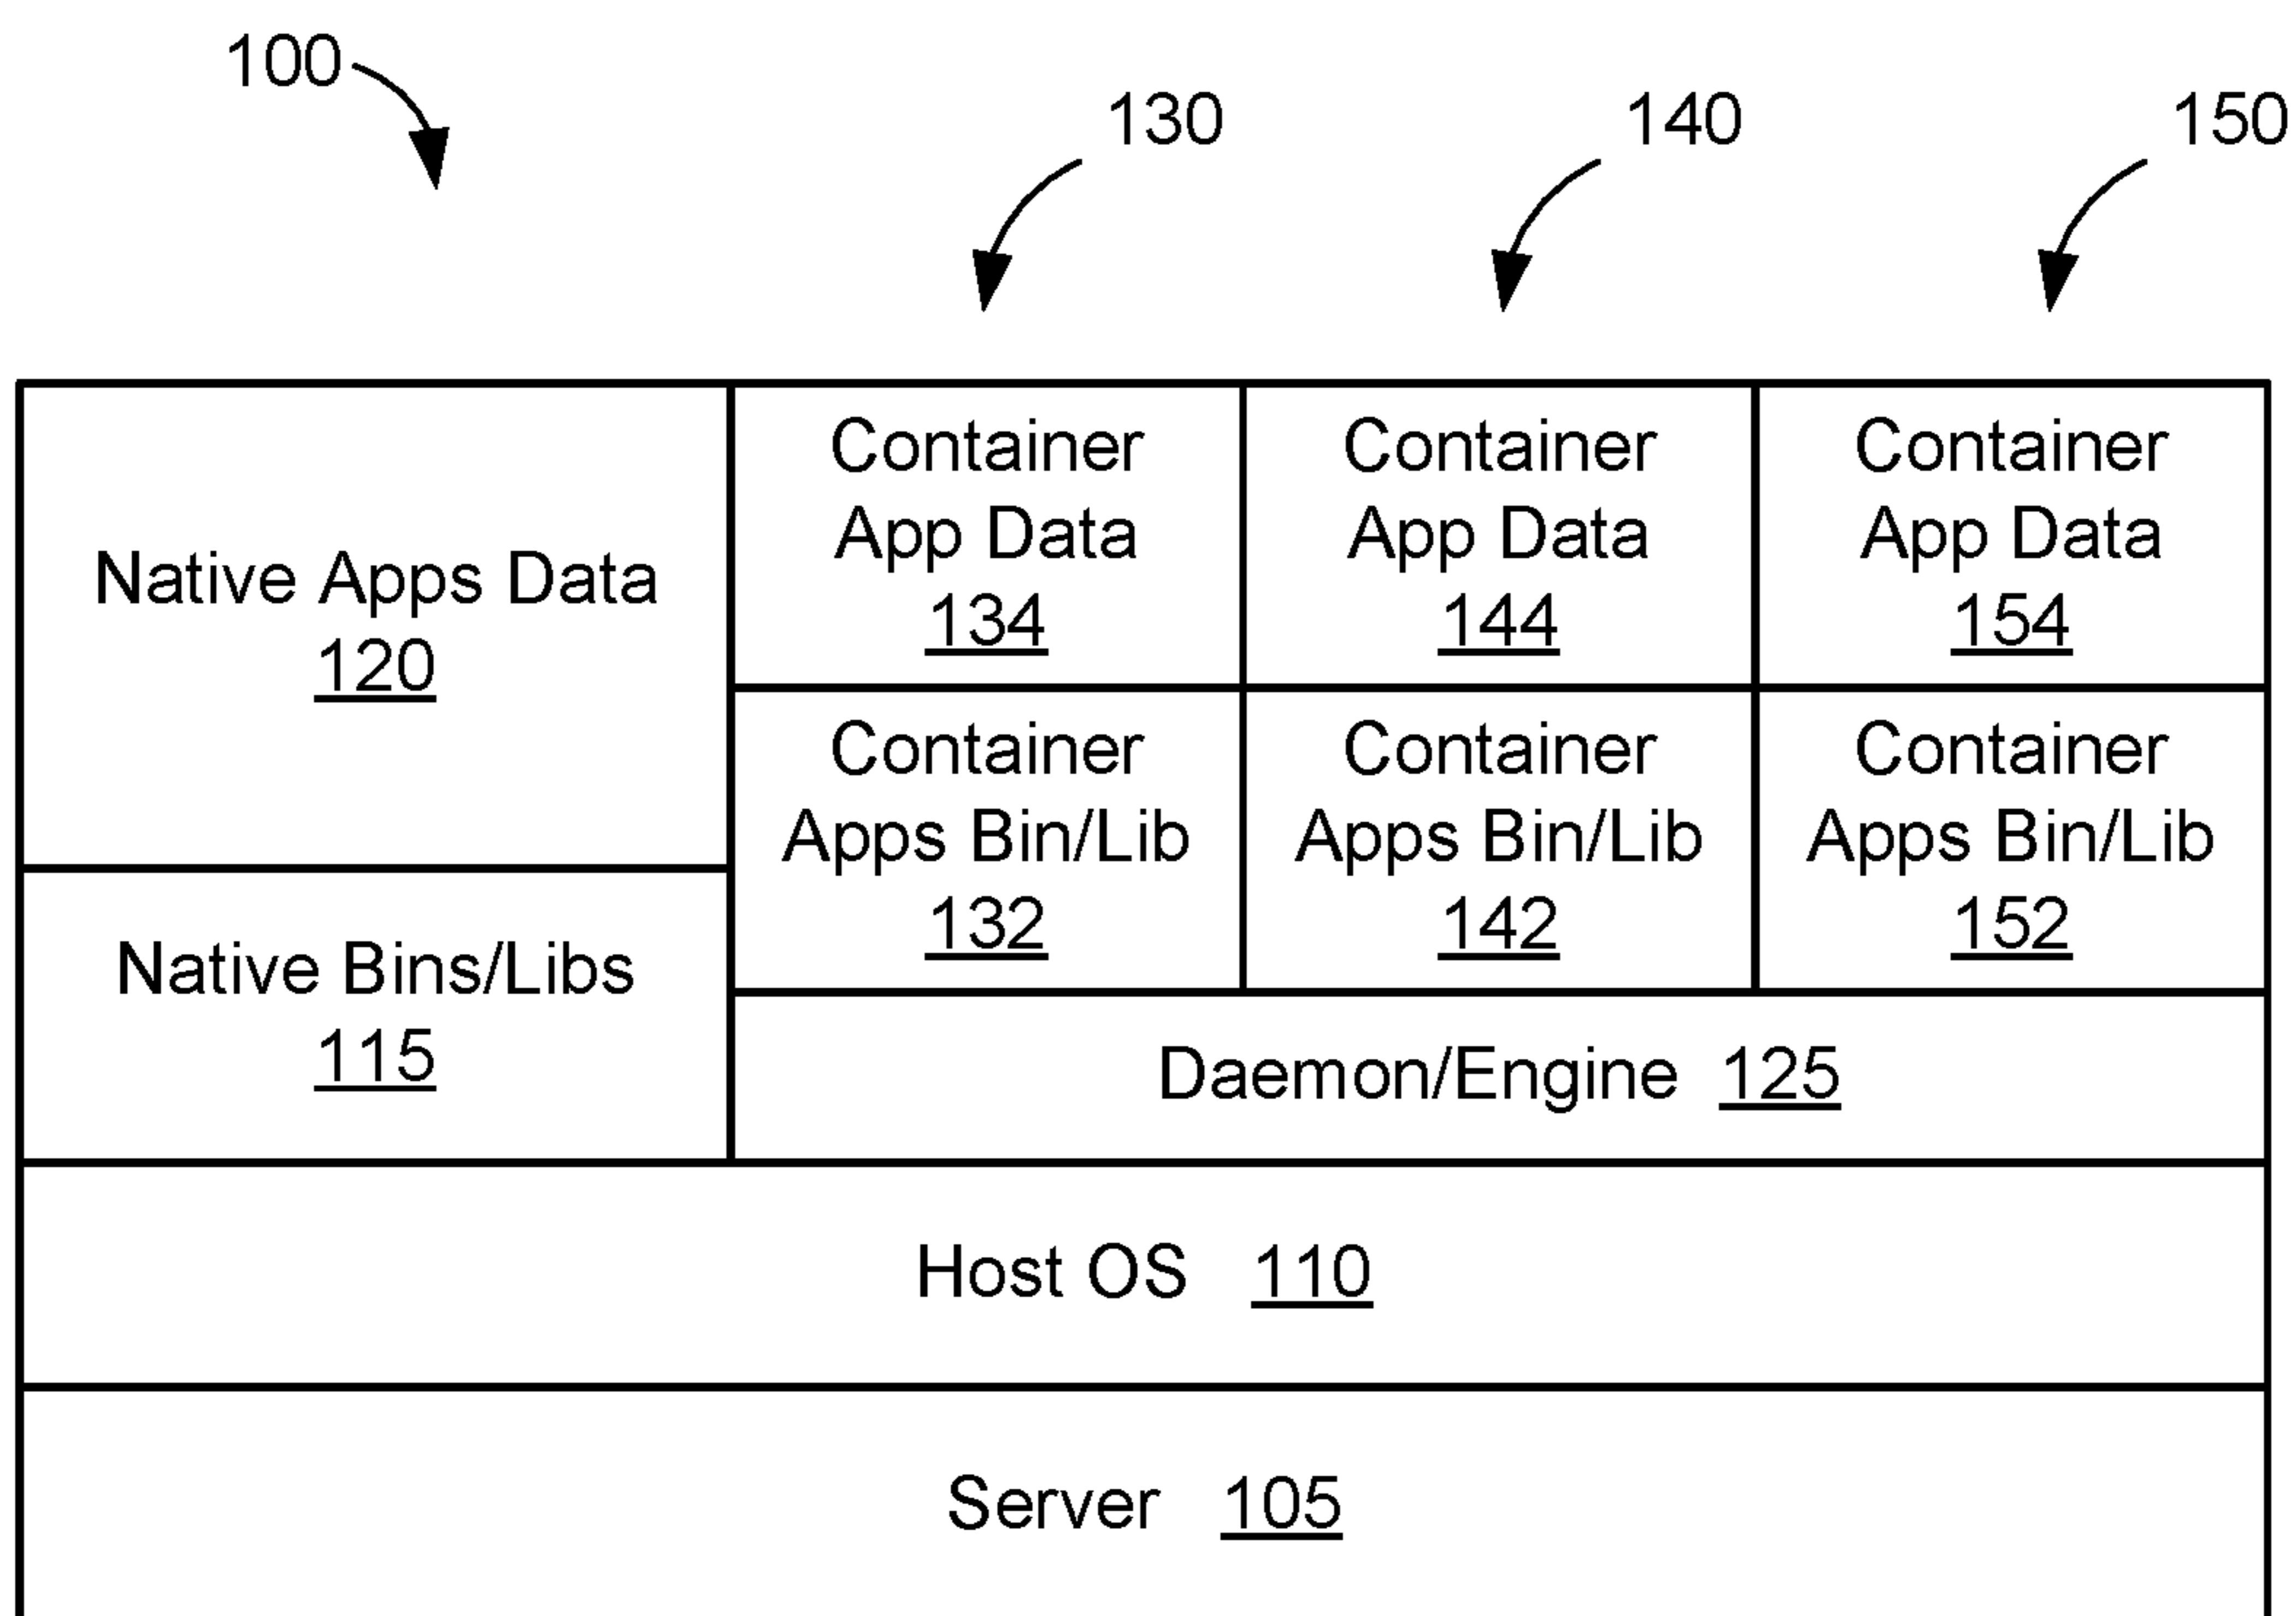 100
130
140
150
Native Apps Data
120
Container
App Data
134
Container
App Data
144
Container
App Data
154
Container
Apps Bin/Lib
132
Container
Apps Bin/Lib
142
Container
Apps Bin/Lib
152
Native Bins/Libs
115
Daemon/Engine 125
Host OS 110
Server 105